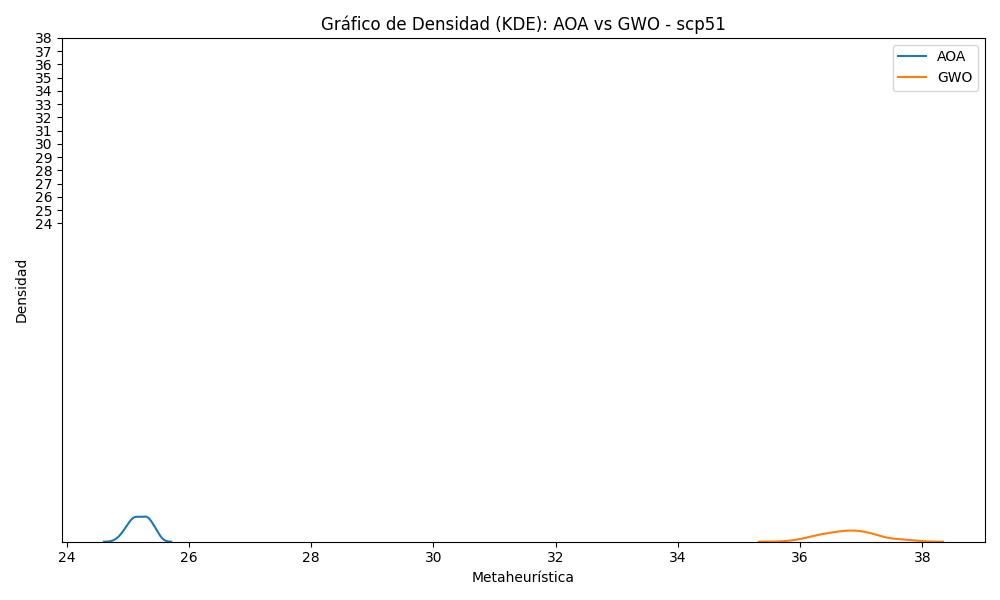 Gráfico de Densidad (KDE): AOA vs GWO - scp51
AOA
GWO
38
37
36
35
34
33
32
31
30
29
28
27
26
25
24
Densidad
24 26 28 30 32 34 36 38
Metaheurística